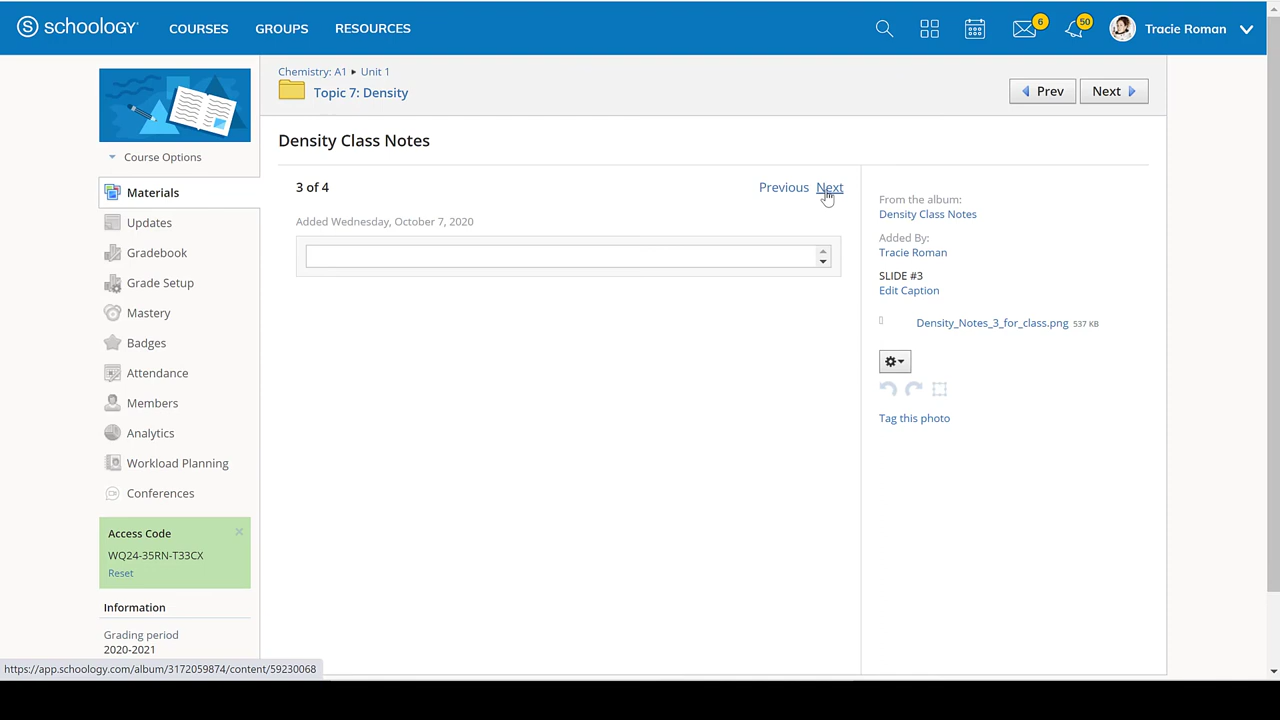 schoology
COURSES
GROUPS
RESOURCES
6
50
Tracie Roman
Chemistry: A1 ▸ Unit 1
Topic 7: Density
Prev
Next
Course Options
Density Class Notes
Materials
Updates
Gradebook
Grade Setup
Mastery
Badges
Attendance
Members
Analytics
Workload Planning
Conferences
3 of 4
Previous Next
Added Wednesday, October 7, 2020
From the album:
Density Class Notes
Added By:
Tracie Roman
SLIDE #3
Edit Caption
Density_Notes_3_for_class.png 537 KB
Tag this photo
Access Code
WQ24-35RN-T33CX
Reset
Information
Grading period
2020-2021
https://app.schoology.com/album/3172059874/content/59230068